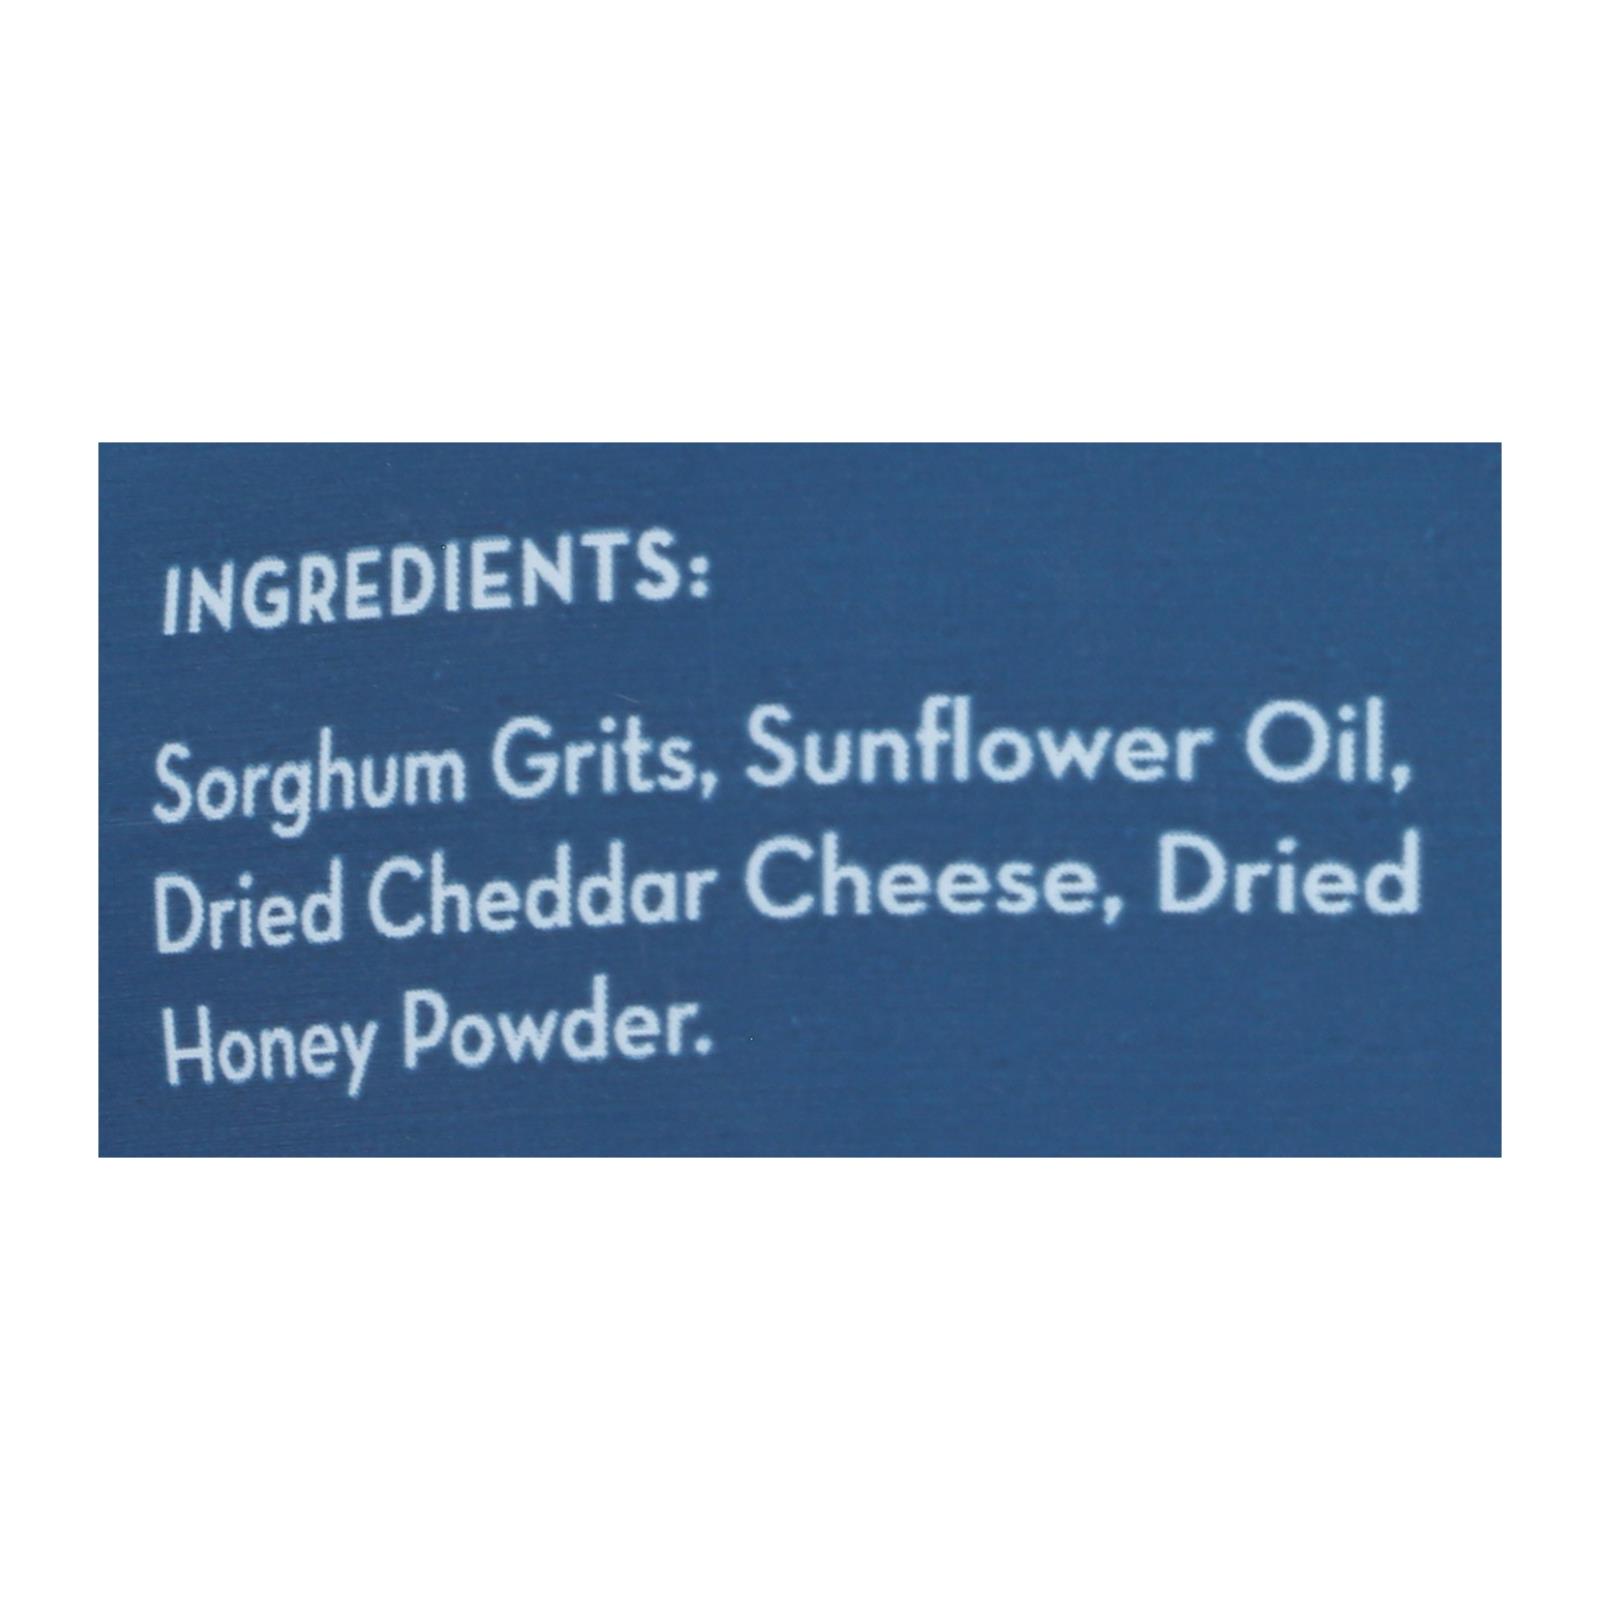 INGREDIENTS:
Sorghum Grits, Sunflower Oil,
Dried Cheddar Cheese, Dried
Honey Powder.